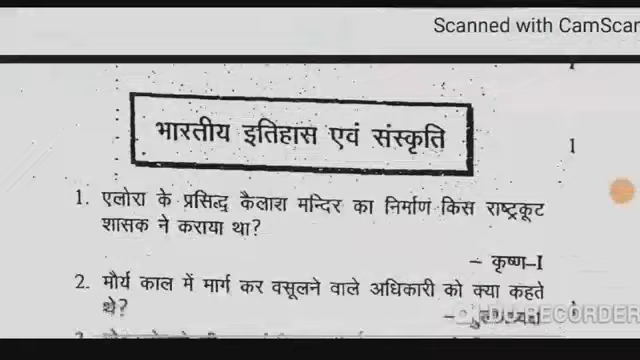 Scanned with CamScan
भारतीय इतिहास एवं संस्कृति
1
1. एलोरा के प्रसिद्ध कैलाश मन्दिर का निर्माण किस राष्ट्रकूट
शासक ने कराया था?
– कृष्ण–I
2. मौर्य काल में मार्ग कर वसूलने वाले अधिकारी को क्या कहते
थे?
DU RECORDER